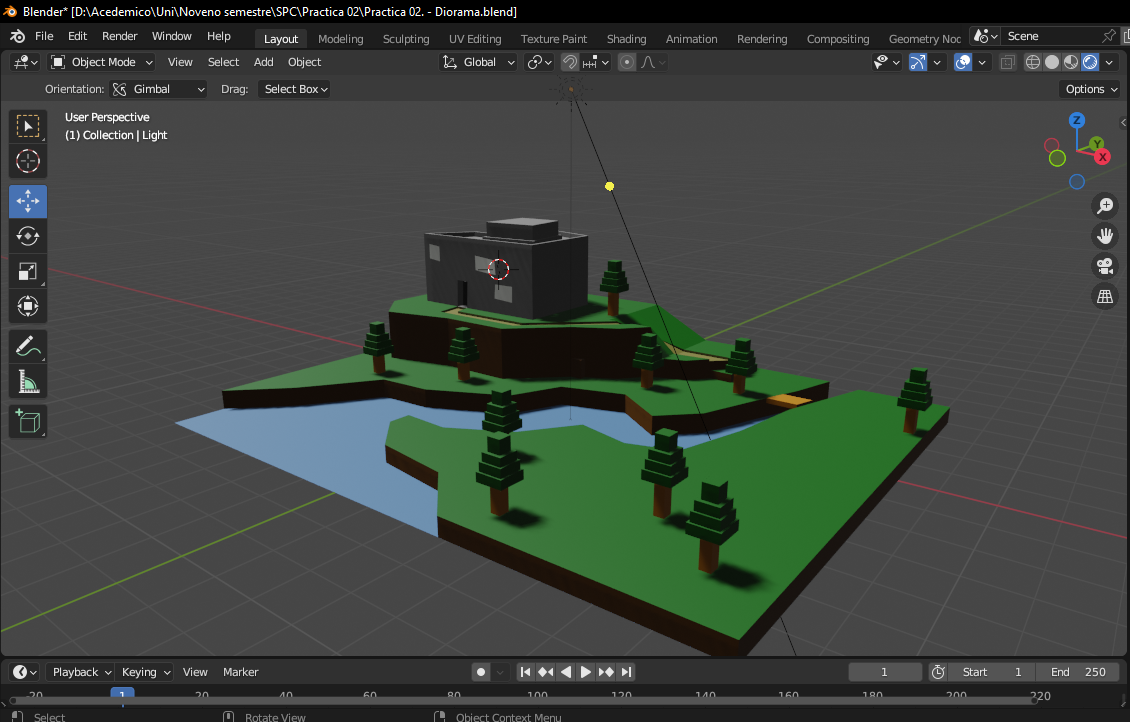 Blender* [D:\Acedemico\Uni\Noveno semestre\SPC\Practica 02\Practica 02. - Diorama.blend]
File Edit Render Window Help Layout Modeling Sculpting UV Editing Texture Paint Shading Animation Rendering Compositing Geometry Noc Scene
Object Mode View Select Add Object Global
Orientation: Gimbal Drag: Select Box Options
User Perspective
(1) Collection | Light
Z
Y
X
Playback Keying View Marker 1 Start 1 End 250
-20 1 20 40 60 80 100 120 140 160 180 200 220
Select Rotate View Object Context Menu